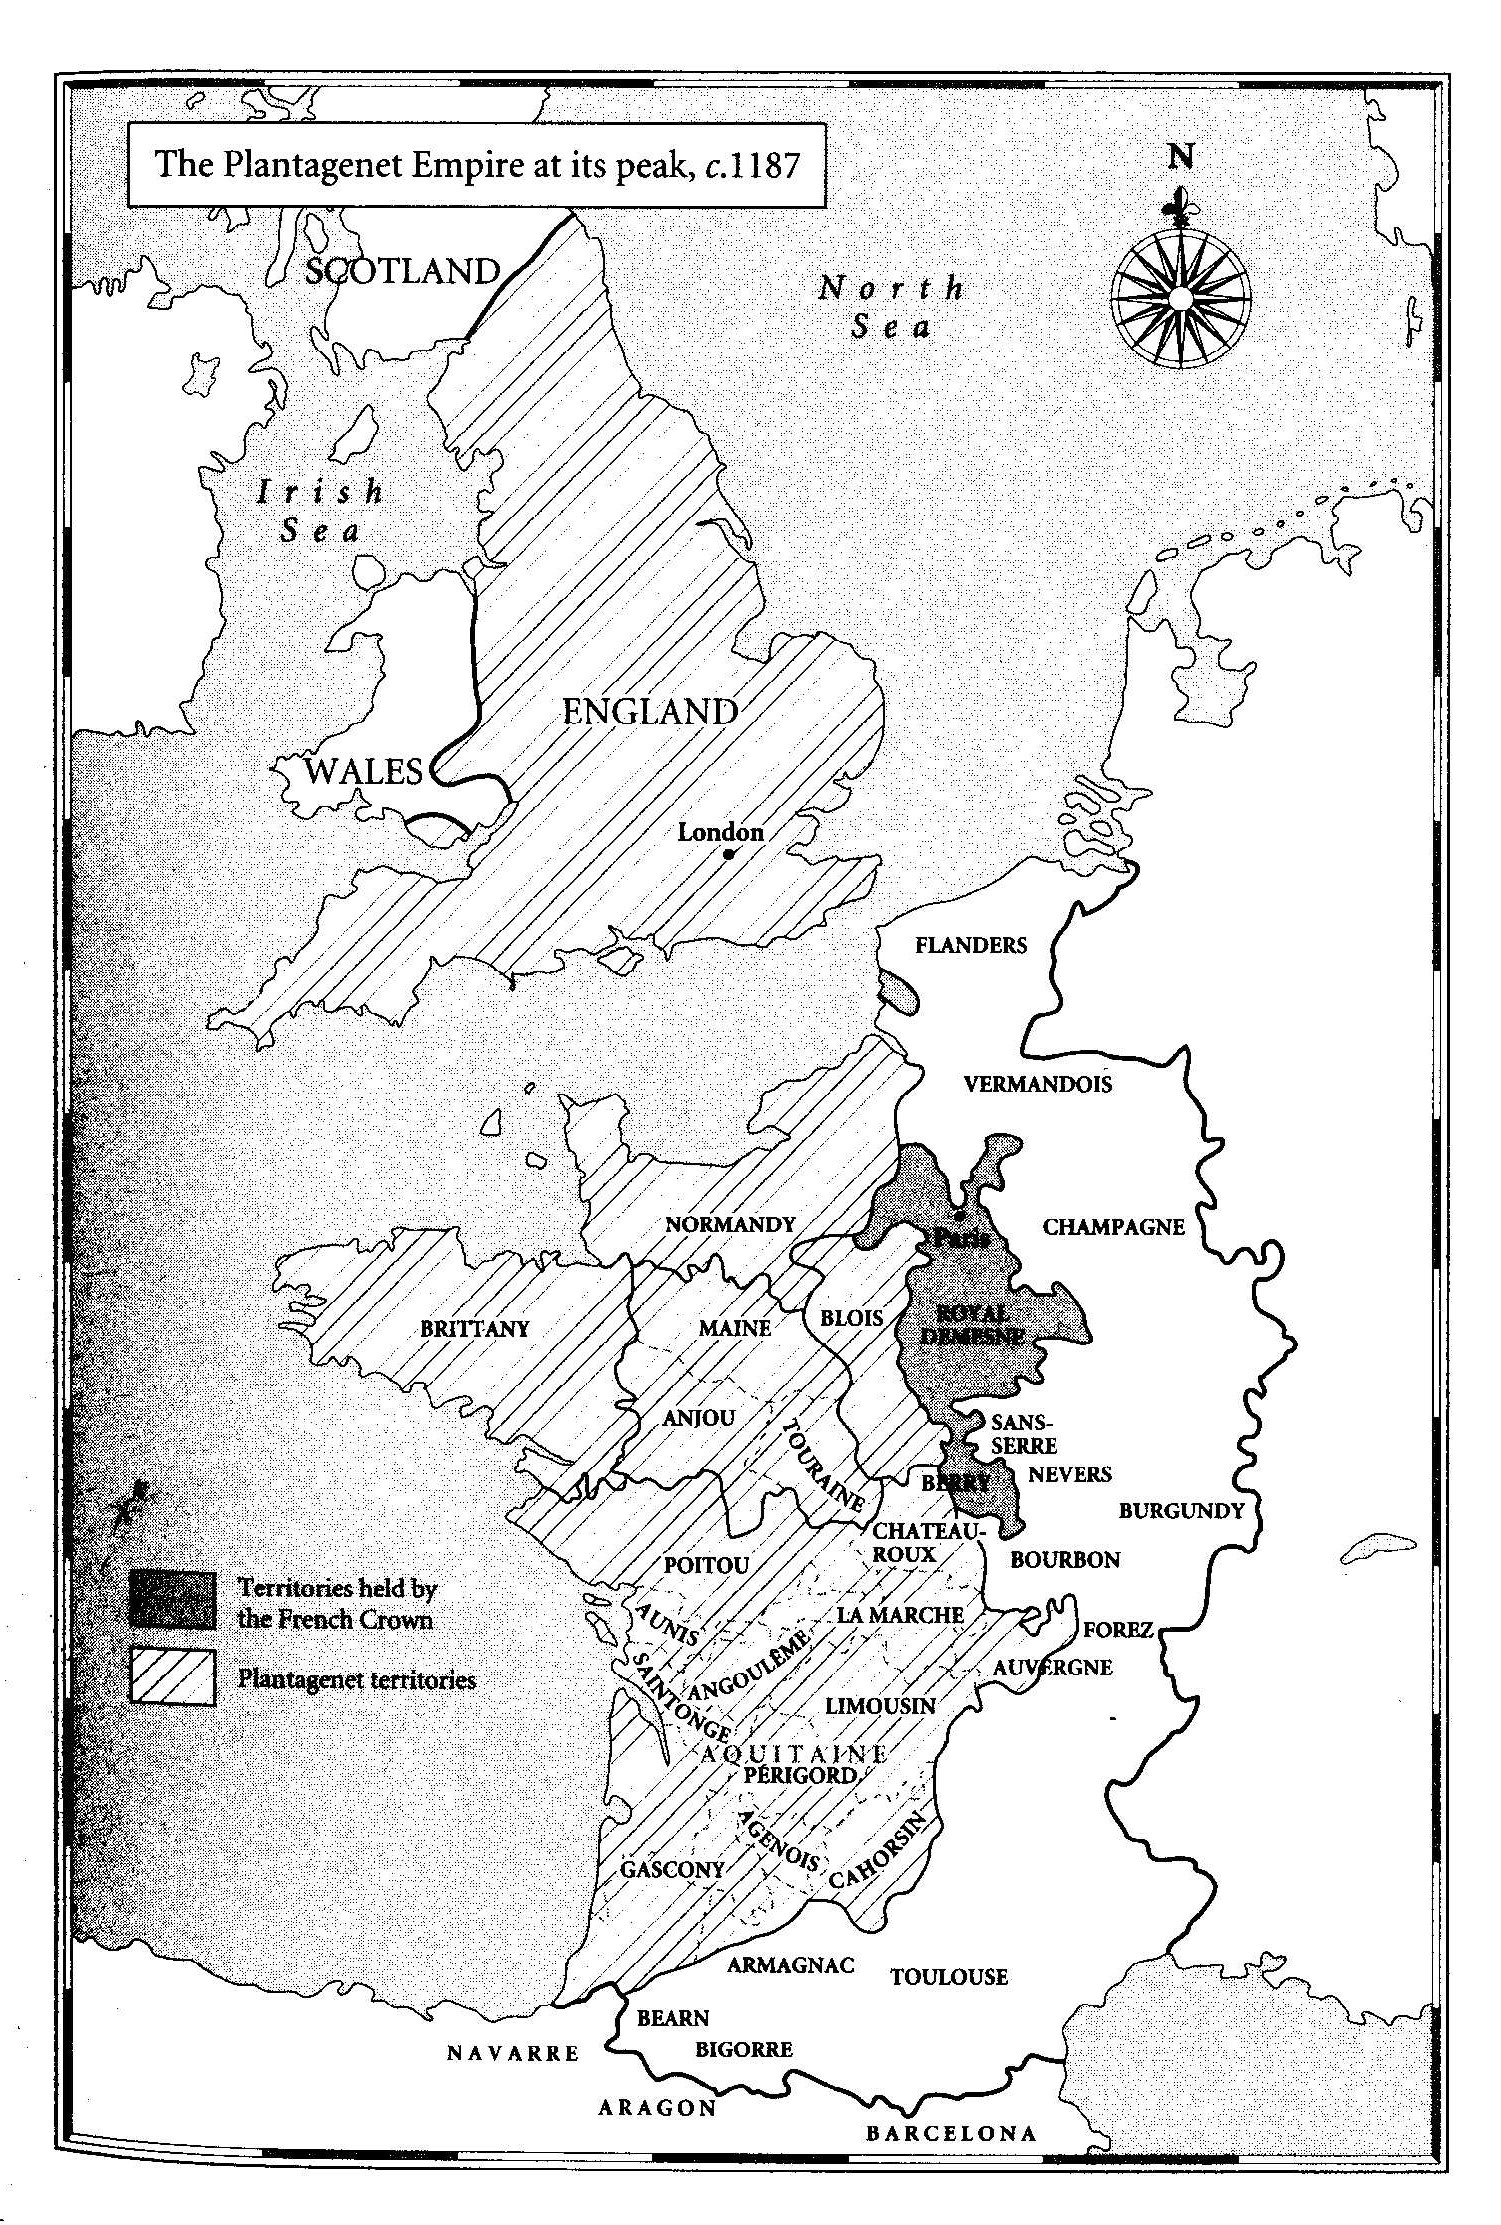 The Plantagenet Empire at its peak, c.1187
N
SCOTLAND
North
Sea
Irish
Sea
ENGLAND
WALES
London
FLANDERS
VERMANDOIS
NORMANDY
CHAMPAGNE
Paris
BRITTANY
MAINE
BLOIS
ROYAL
DEMESNE
ANJOU
TOURAINE
SANS-
SERRE
BERRY
NEVERS
BURGUNDY
CHATEAU-
ROUX
BOURBON
POITOU
Territories held by
the French Crown
AUNIS
LA MARCHE
FOREZ
ANGOULÊME
AUVERGNE
Plantagenet territories
SAINTONGE
LIMOUSIN
AQUITAINE
PÉRIGORD
AGENOIS
CAHORSIN
GASCONY
ARMAGNAC
TOULOUSE
BEARN
NAVARRE
BIGORRE
ARAGON
BARCELONA